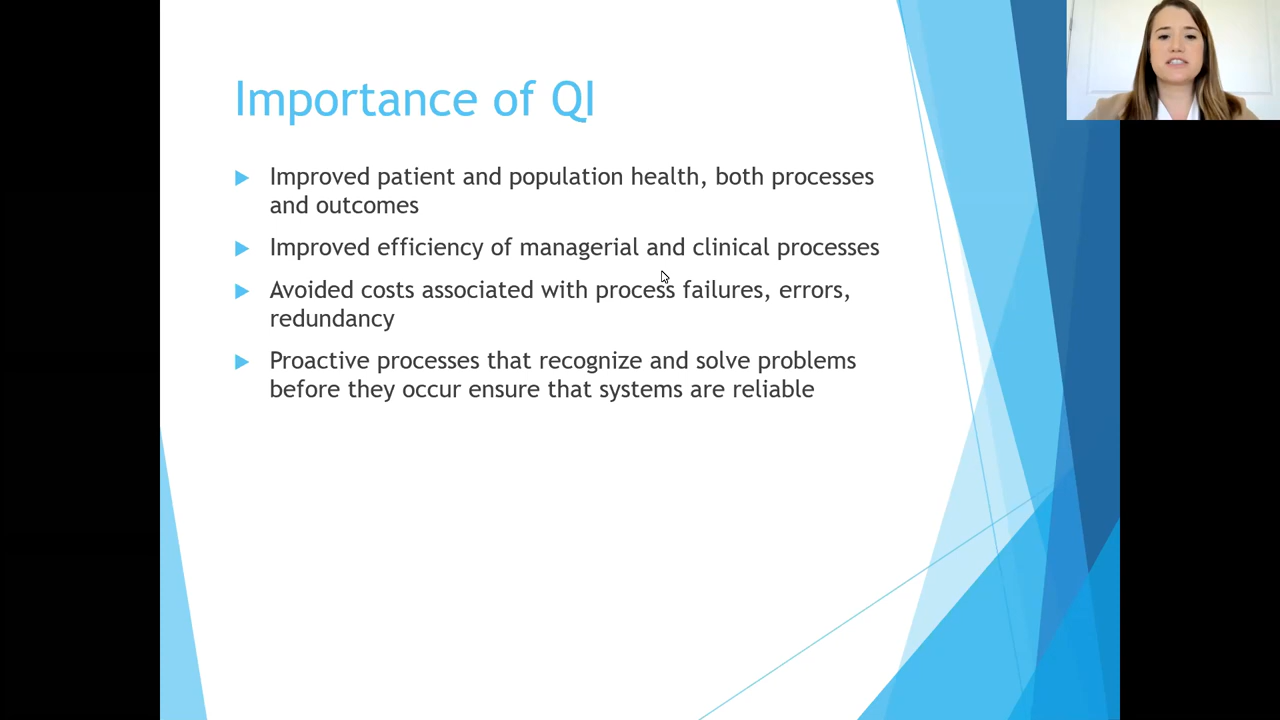 Importance of QI
Improved patient and population health, both processes
and outcomes
Improved efficiency of managerial and clinical processes
Avoided costs associated with process failures, errors,
redundancy
Proactive processes that recognize and solve problems
before they occur ensure that systems are reliable